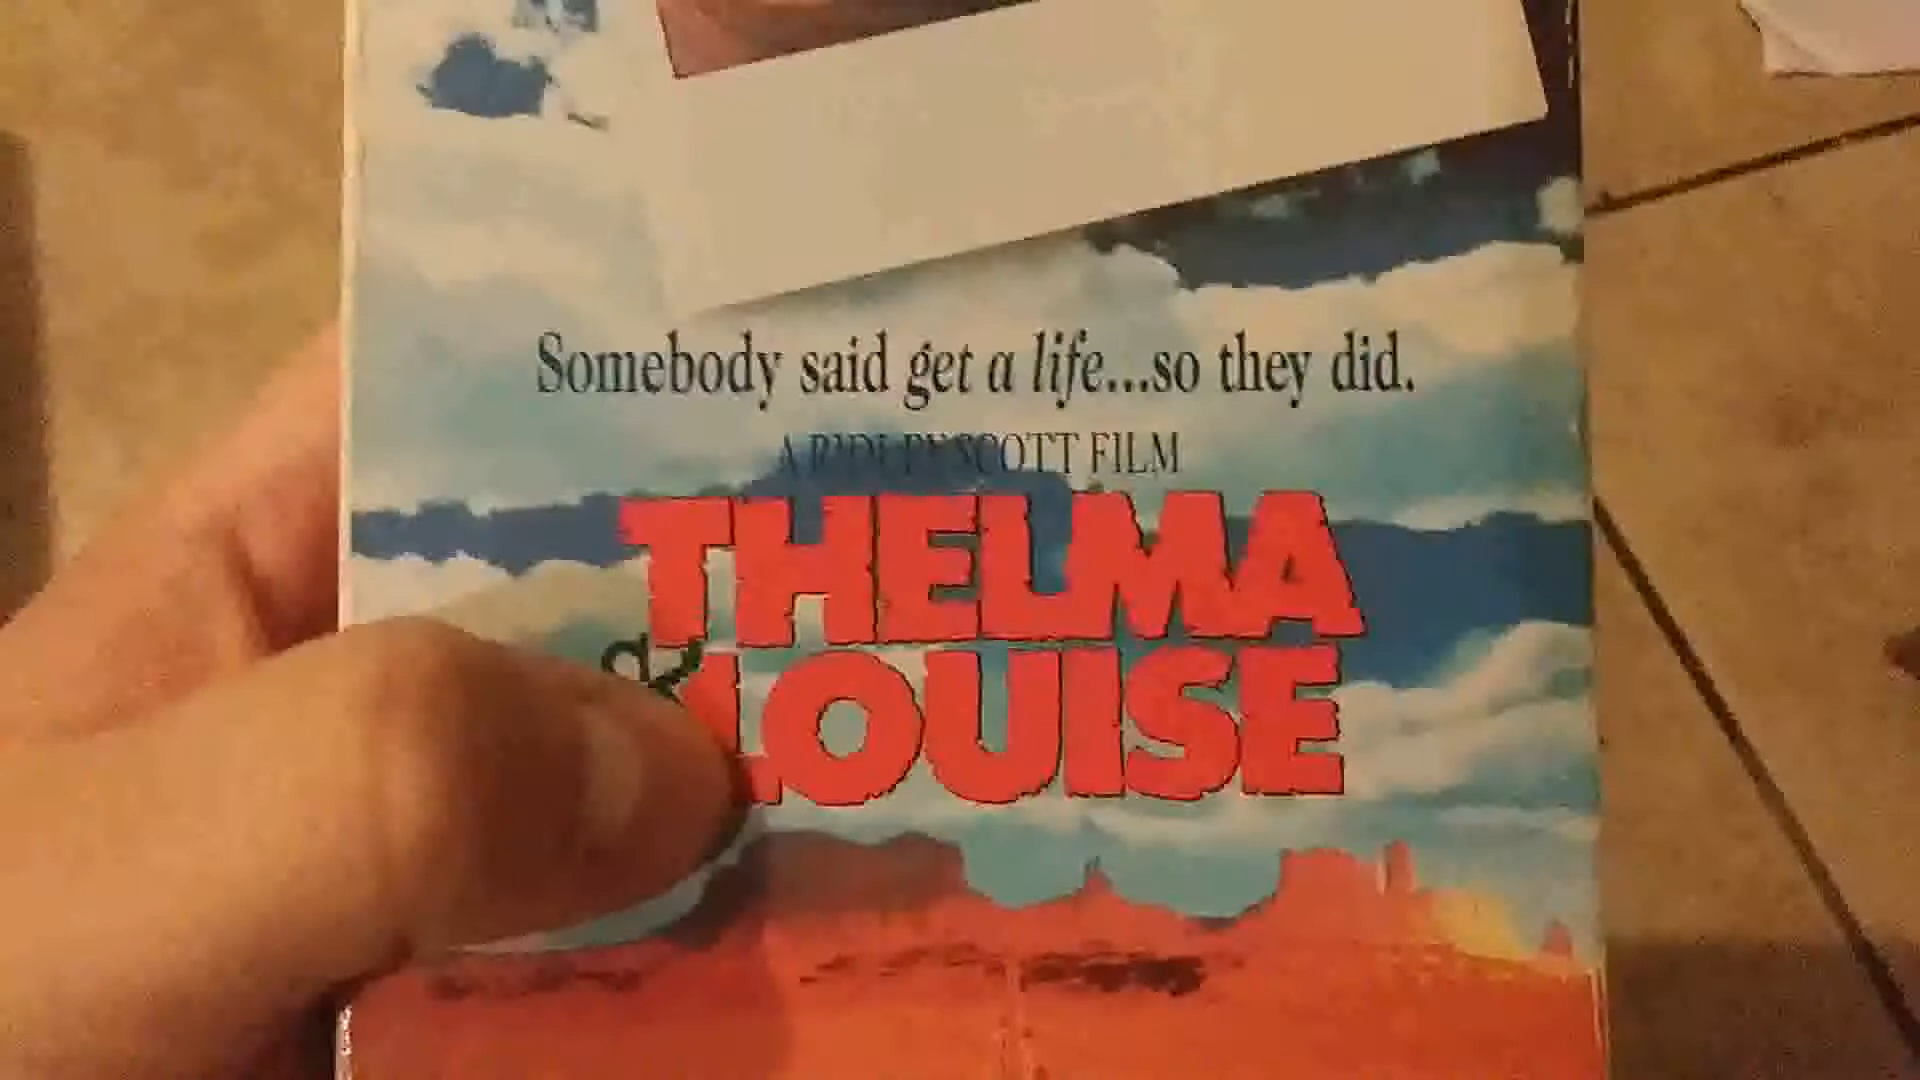 Somebody said get a life...so they did.
A RIDLEY SCOTT FILM
THELMA
& LOUISE